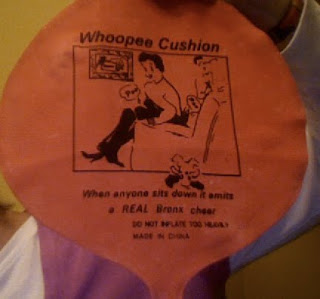 Whoopee Cushion
When anyone sits down it emits
a REAL Bronx cheer
DO NOT INFLATE TOO HEAVILY
MADE IN CHINA